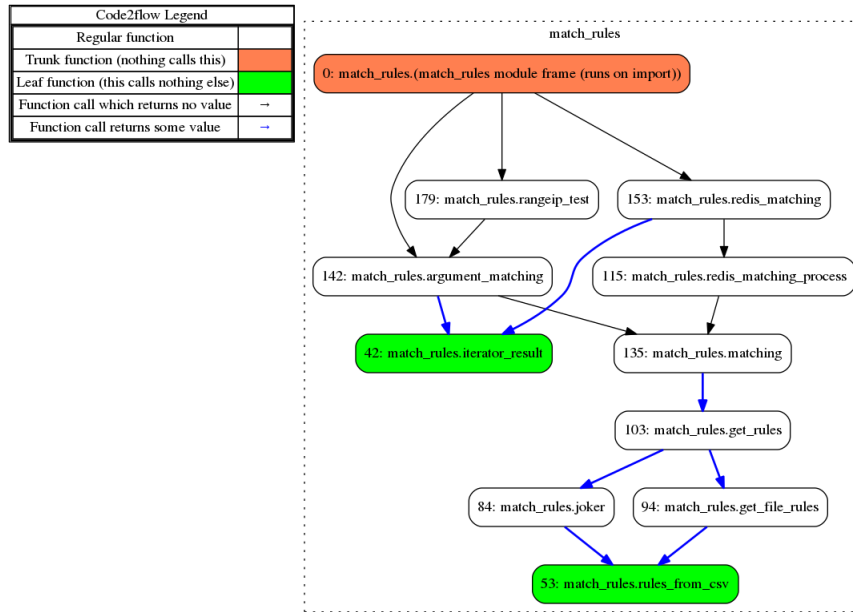 Code2flow Legend
Regular function
Trunk function (nothing calls this)
Leaf function (this calls nothing else)
Function call which returns no value →
Function call returns some value →
match_rules
0: match_rules.(match_rules module frame (runs on import))
179: match_rules.rangeip_test
153: match_rules.redis_matching
142: match_rules.argument_matching
115: match_rules.redis_matching_process
42: match_rules.iterator_result
135: match_rules.matching
103: match_rules.get_rules
84: match_rules.joker
94: match_rules.get_file_rules
53: match_rules.rules_from_csv